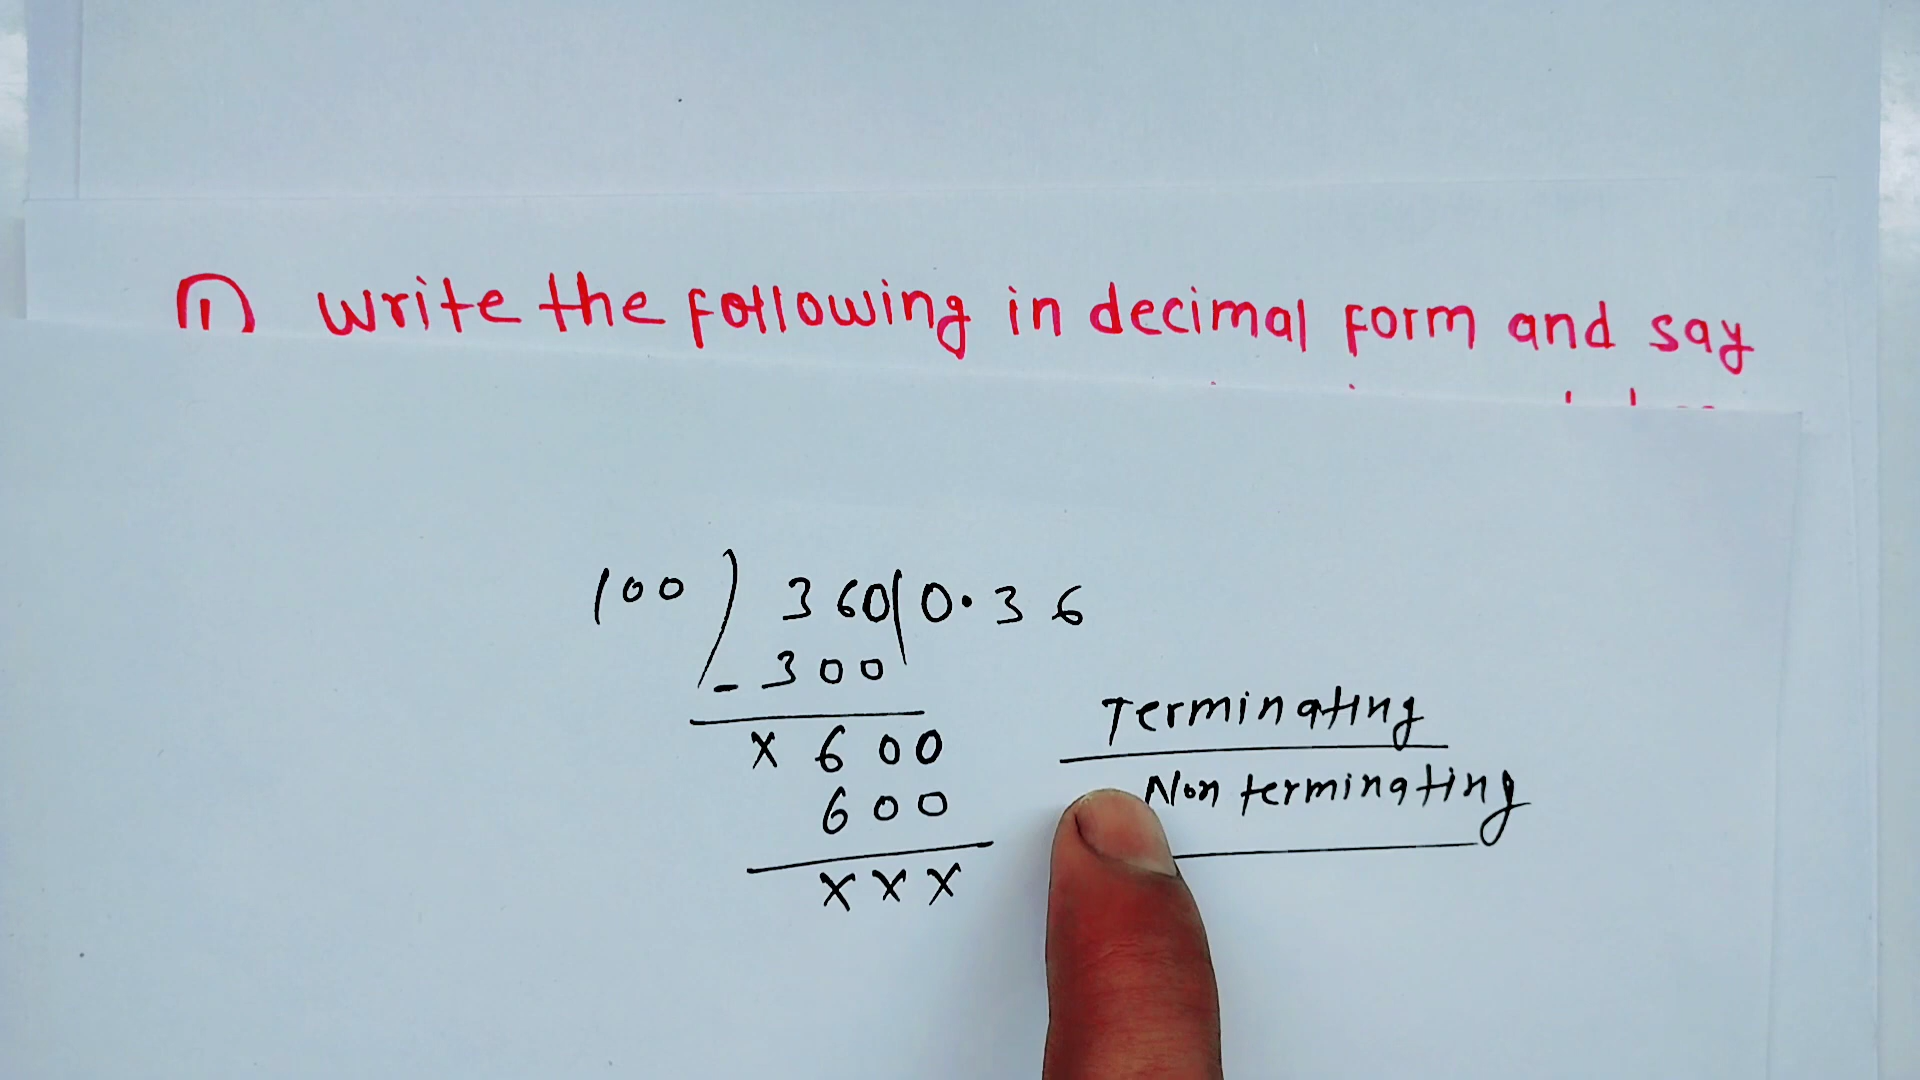 ① Write the following in decimal form and say
100 ) 360 ( 0.36
- 300
x 600
600
x x x
Terminating
Non terminating